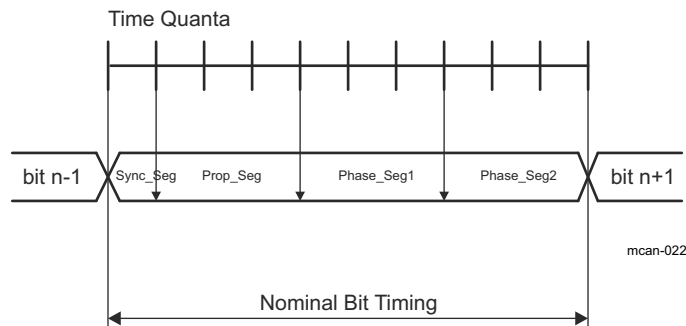 Time Quanta
bit n-1 Sync_Seg Prop_Seg Phase_Seg1 Phase_Seg2 bit n+1
mcan-022
Nominal Bit Timing